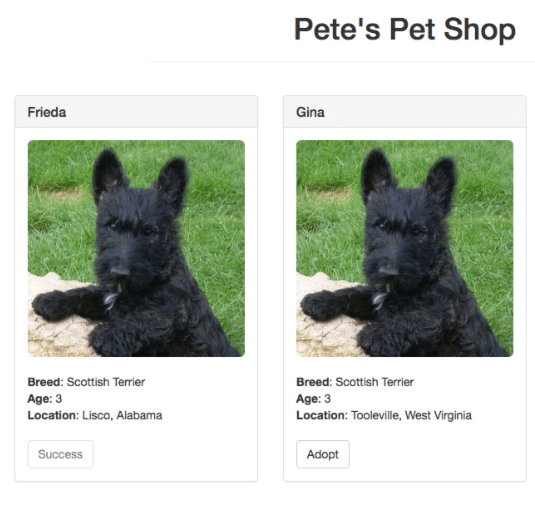 Pete's Pet Shop
Frieda
Breed: Scottish Terrier
Age: 3
Location: Lisco, Alabama
Success
Gina
Breed: Scottish Terrier
Age: 3
Location: Tooleville, West Virginia
Adopt